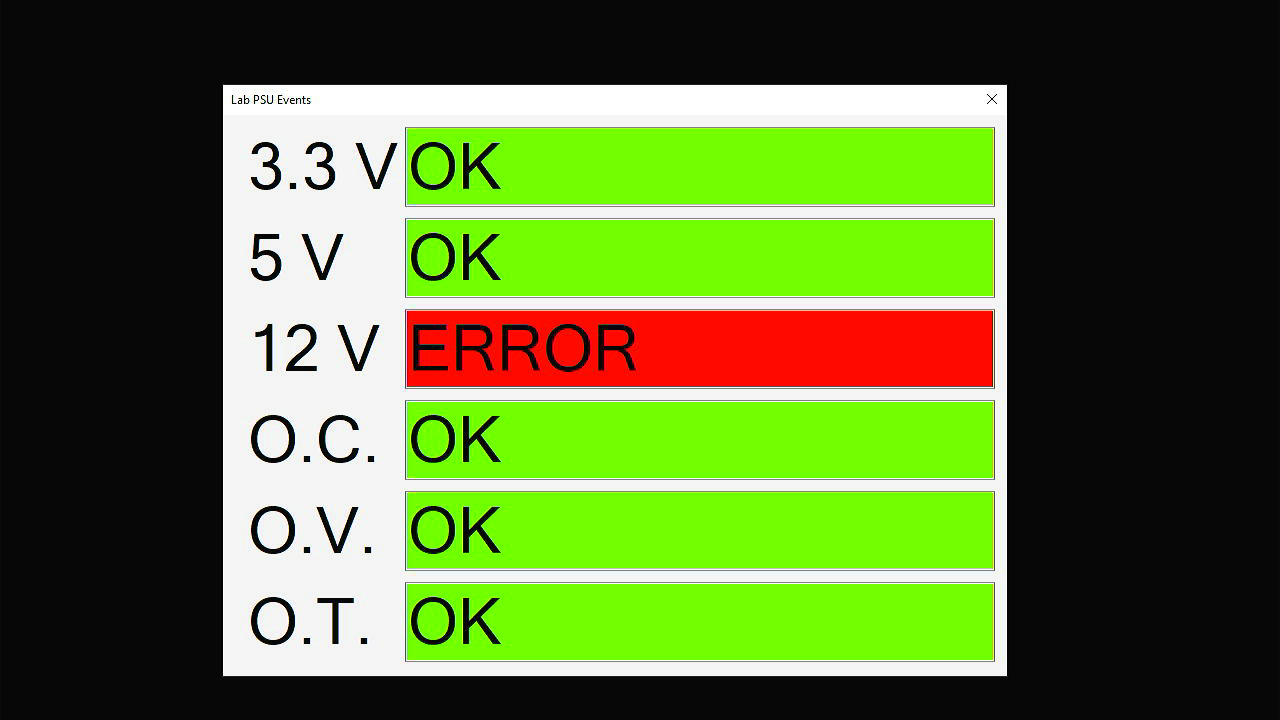 Lab PSU Events
3.3 V OK
5 V OK
12 V ERROR
O.C. OK
O.V. OK
O.T. OK